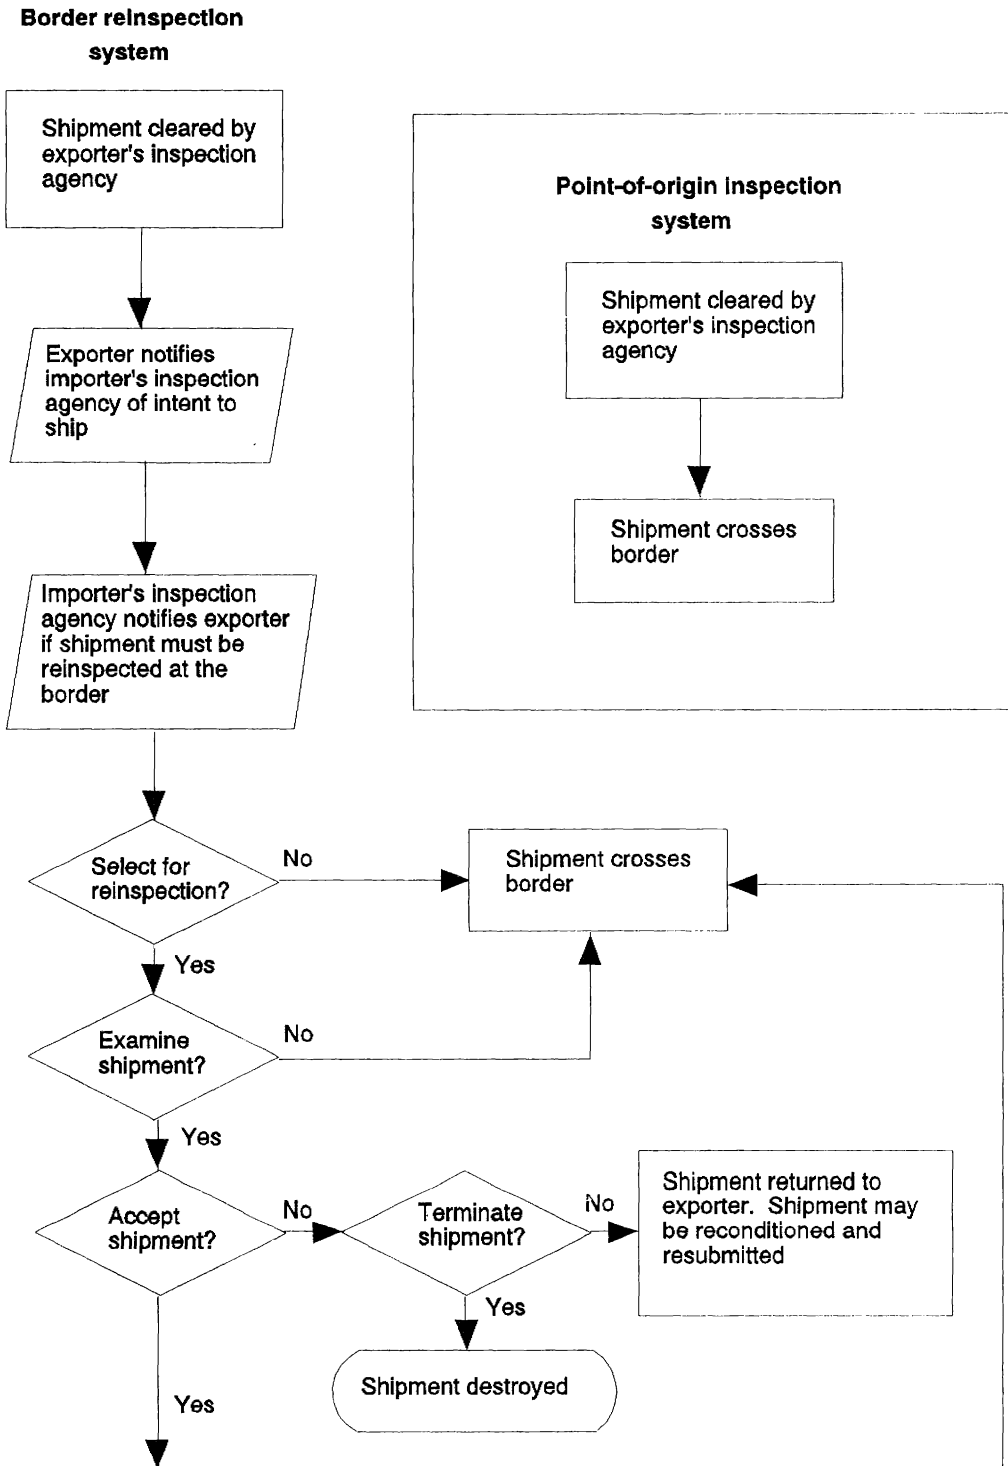 Border reinspection
system
Shipment cleared by
exporter's inspection
agency
Exporter notifies
importer's inspection
agency of intent to
ship
Importer's inspection
agency notifies exporter
if shipment must be
reinspected at the
border
Point-of-origin inspection
system
Shipment cleared by
exporter's inspection
agency
Shipment crosses
border
Select for
reinspection?
No
Shipment crosses
border
Yes
Examine
shipment?
No
Yes
Accept
shipment?
No
Terminate
shipment?
No
Shipment returned to
exporter. Shipment may
be reconditioned and
resubmitted
Yes
Shipment destroyed
Yes